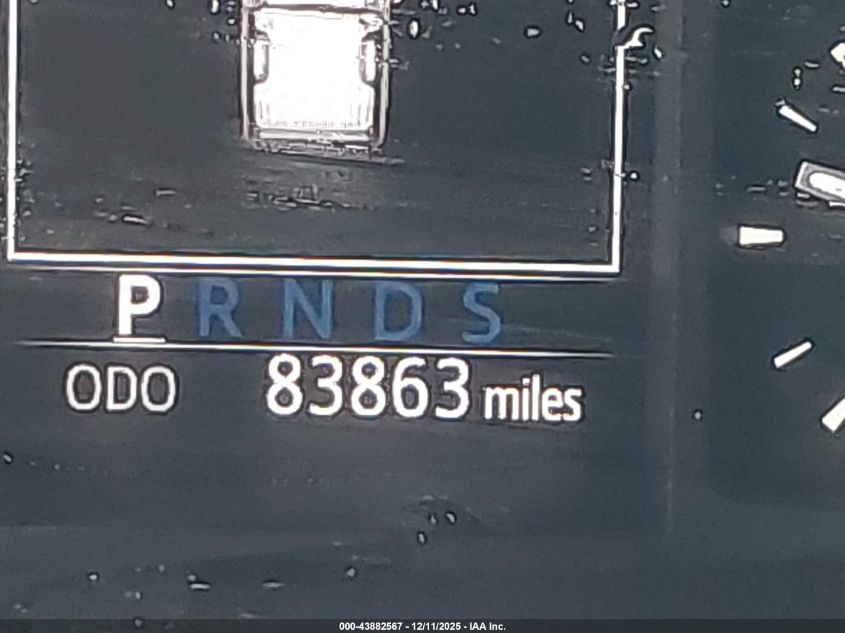 P R N D S
ODO 83863 miles
000-43882567 - 12/11/2025 - IAA Inc.